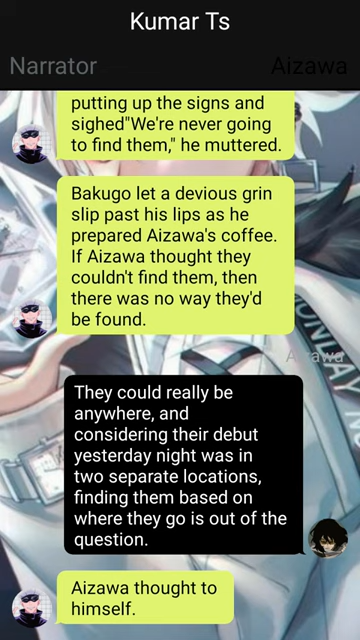 Kumar Ts
Narrator
Aizawa
putting up the signs and
sighed"We're never going
to find them," he muttered.
Bakugo let a devious grin
slip past his lips as he
prepared Aizawa's coffee.
If Aizawa thought they
couldn't find them, then
there was no way they'd
be found.
Aizawa
They could really be
anywhere, and
considering their debut
yesterday night was in
two separate locations,
finding them based on
where they go is out of the
question.
Aizawa thought to
himself.